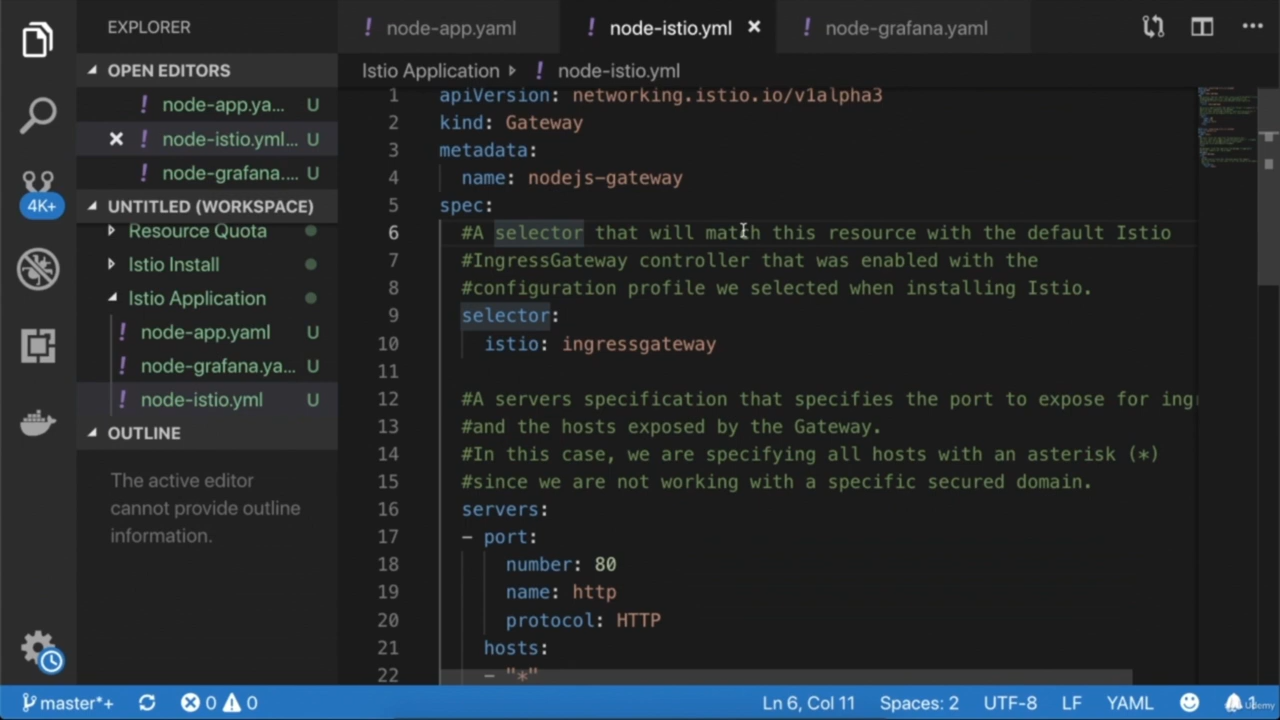 EXPLORER
node-app.yaml
node-istio.yml
node-grafana.yaml
OPEN EDITORS
node-app.ya... U
node-istio.yml... U
node-grafana.... U
4K+
UNTITLED (WORKSPACE)
Resource Quota
Istio Install
Istio Application
node-app.yaml U
node-grafana.ya... U
node-istio.yml U
OUTLINE
The active editor
cannot provide outline
information.
Istio Application node-istio.yml
1 apiVersion: networking.istio.io/v1alpha3
2 kind: Gateway
3 metadata:
4 name: nodejs-gateway
5 spec:
6 #A selector that will match this resource with the default Istio
7 #IngressGateway controller that was enabled with the
8 #configuration profile we selected when installing Istio.
9 selector:
10 istio: ingressgateway
11
12 #A servers specification that specifies the port to expose for ing
13 #and the hosts exposed by the Gateway.
14 #In this case, we are specifying all hosts with an asterisk (*)
15 #since we are not working with a specific secured domain.
16 servers:
17 - port:
18 number: 80
19 name: http
20 protocol: HTTP
21 hosts:
22 - "*"
master*+ 0 0 Ln 6, Col 11 Spaces: 2 UTF-8 LF YAML 1
Udemy